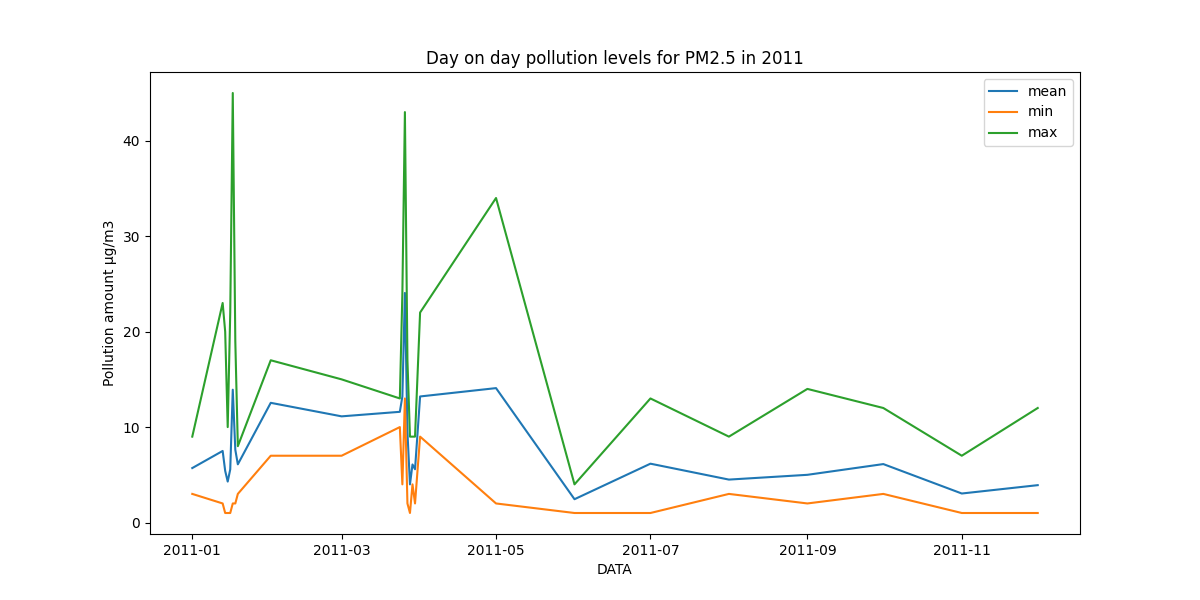 Day on day pollution levels for PM2.5 in 2011
mean
min
max
Pollution amount µg/m3
40
30
20
10
0
2011-01
2011-03
2011-05
2011-07
2011-09
2011-11
DATA